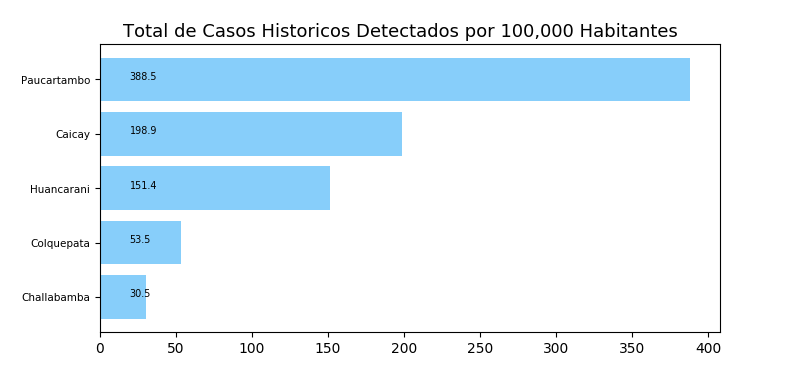 Total de Casos Historicos Detectados por 100,000 Habitantes
Paucartambo 388.5
Caicay 198.9
Huancarani 151.4
Colquepata 53.5
Challabamba 30.5
0 50 100 150 200 250 300 350 400